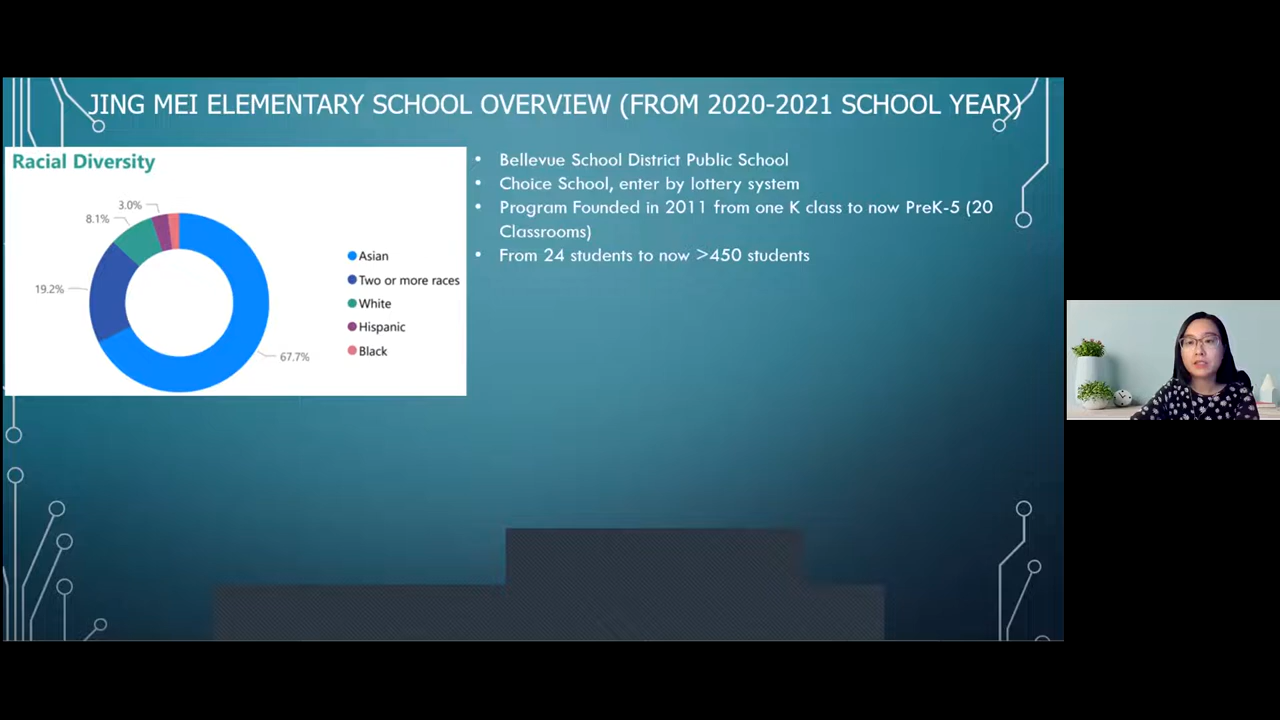 JING MEI ELEMENTARY SCHOOL OVERVIEW (FROM 2020-2021 SCHOOL YEAR)
Racial Diversity
3.0%
8.1%
19.2%
67.7%
Asian
Two or more races
White
Hispanic
Black
• Bellevue School District Public School
• Choice School, enter by lottery system
• Program Founded in 2011 from one K class to now PreK-5 (20
Classrooms)
• From 24 students to now >450 students